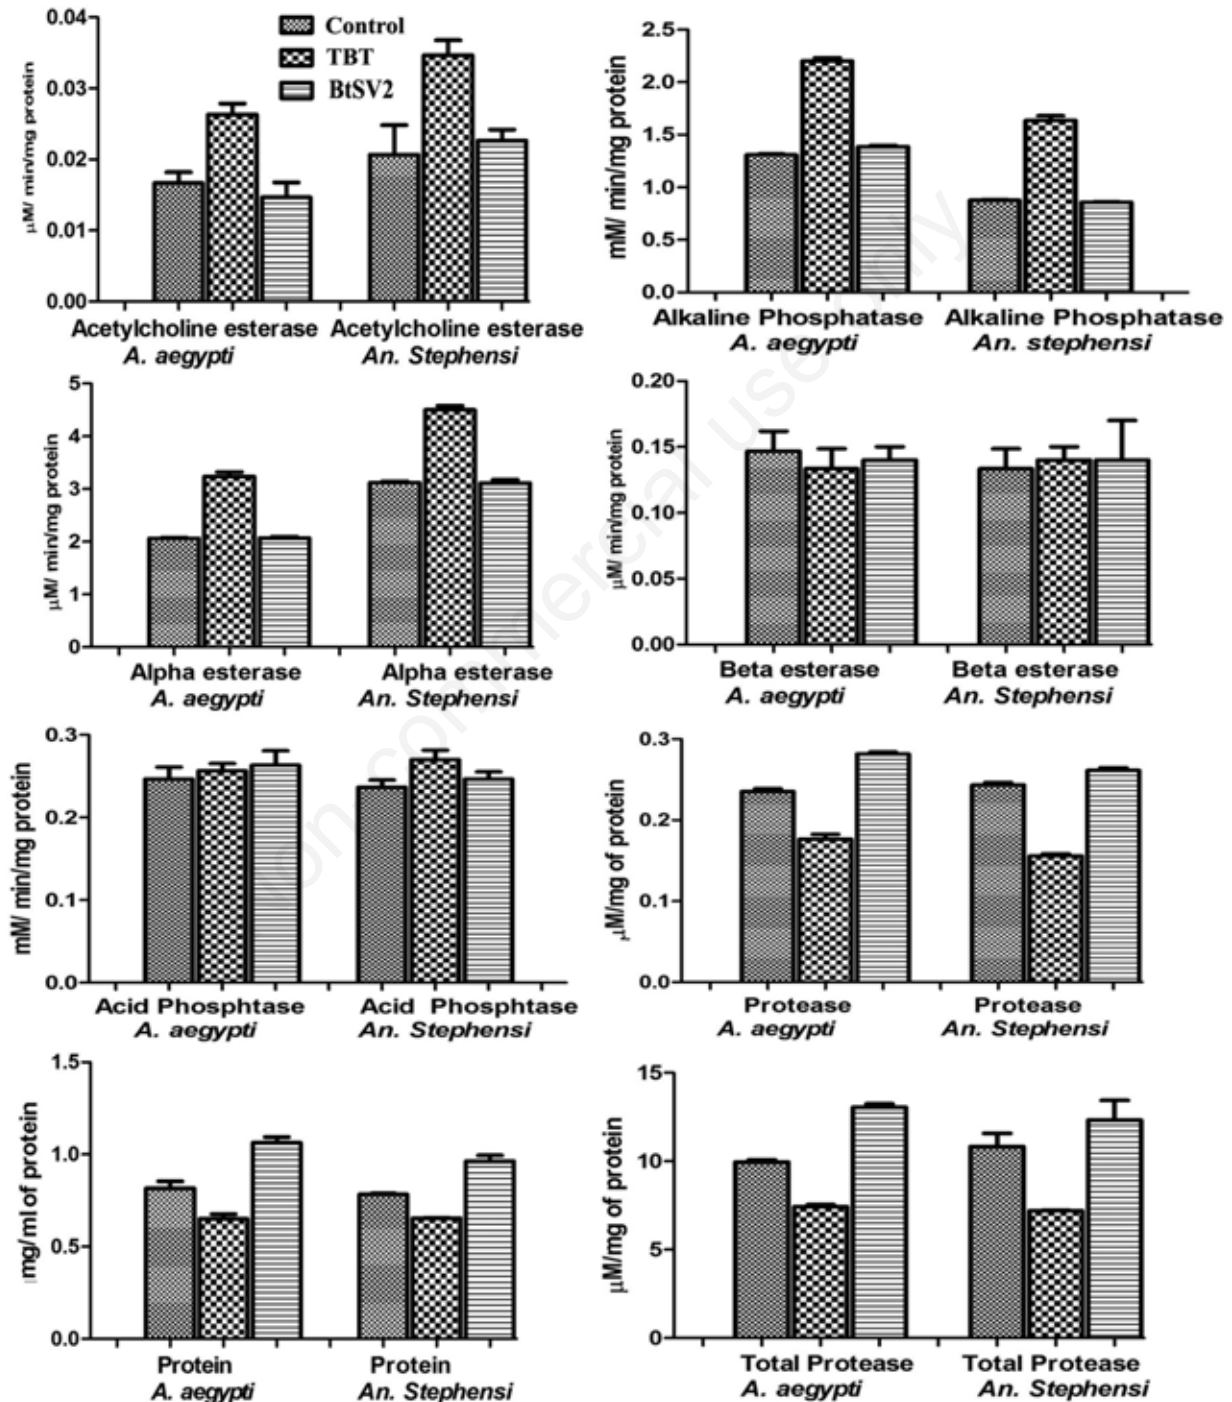 0.04
0.03
0.02
0.01
0.00
μM/ min/mg protein
Control
TBT
BtSV2
Acetylcholine esterase Acetylcholine esterase
A. aegypti An. Stephensi
2.5
2.0
1.5
1.0
0.5
0.0
mM/ min/mg protein
Alkaline Phosphatase Alkaline Phosphatase
A. aegypti An. stephensi
5
4
3
2
1
0
μM/ min/mg protein
Alpha esterase Alpha esterase
A. aegypti An. Stephensi
0.20
0.15
0.10
0.05
0.00
μM/ min/mg protein
Beta esterase Beta esterase
A. aegypti An. Stephensi
0.3
0.2
0.1
0.0
mM/ min/mg protein
Acid Phosphtase Acid Phosphtase
A. aegypti An. Stephensi
0.3
0.2
0.1
0.0
μM/mg of protein
Protease Protease
A. aegypti An. Stephensi
1.5
1.0
0.5
0.0
mg/ml of protein
Protein Protein
A. aegypti An. Stephensi
15
10
5
0
μM/mg of protein
Total Protease Total Protease
A. aegypti An. Stephensi
commercial use only